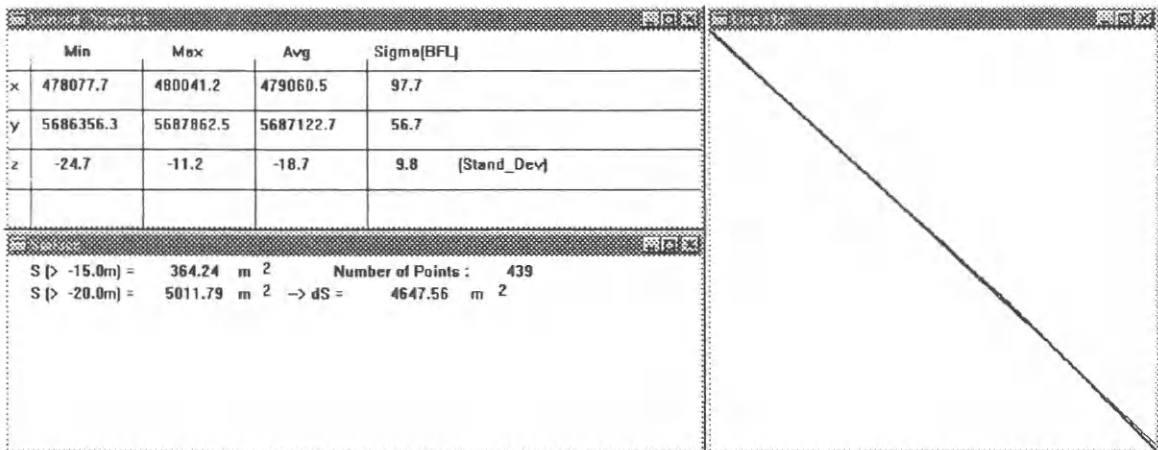 Min Max Avg Sigma(BFL)
x 478077.7 480041.2 479060.5 97.7
y 5686356.3 5687862.5 5687122.7 56.7
z -24.7 -11.2 -18.7 9.8 (Stand_Dev)
S (> -15.0m) = 364.24 m 2 Number of Points : 439
S (> -20.0m) = 5011.79 m 2 --> dS = 4647.56 m 2